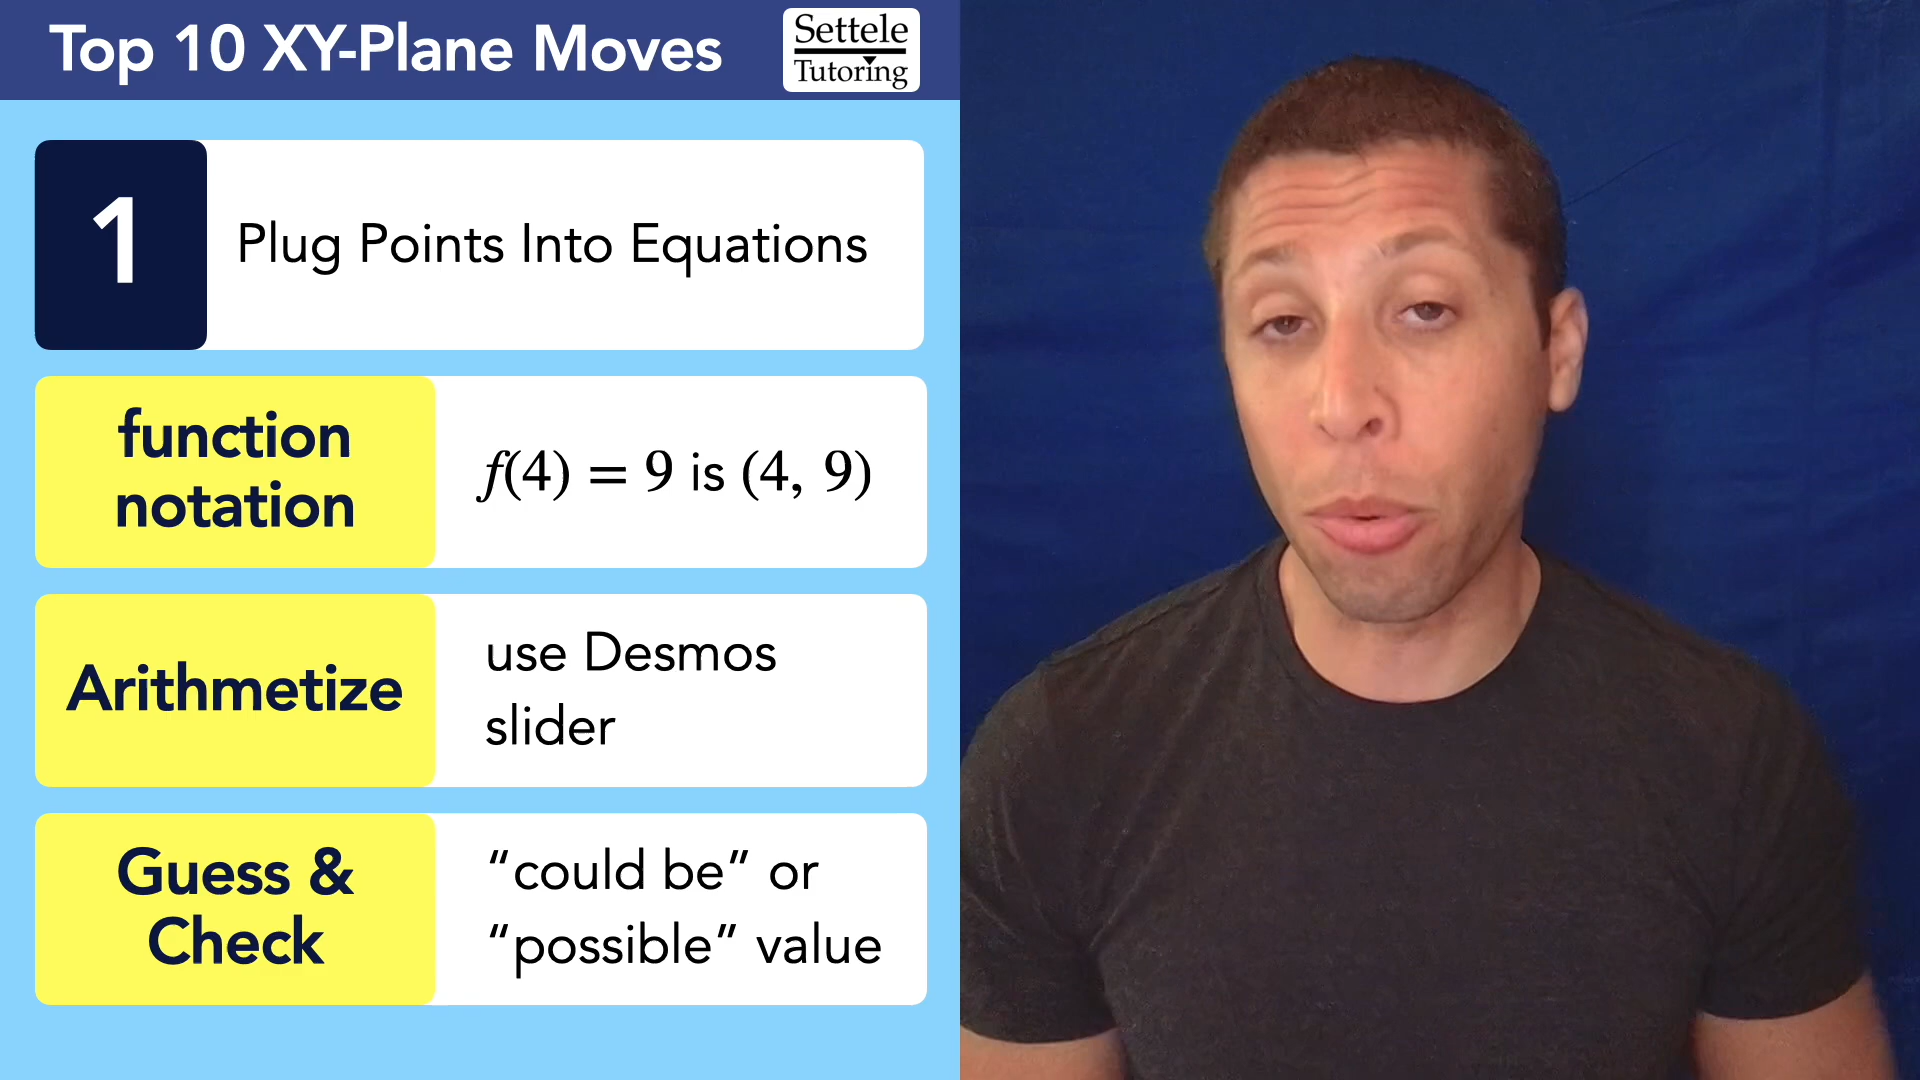 Top 10 XY-Plane Moves
Settele
Tutoring
1
Plug Points Into Equations
function
notation
f(4) = 9 is (4, 9)
Arithmetize
use Desmos
slider
Guess &
Check
“could be” or
“possible” value